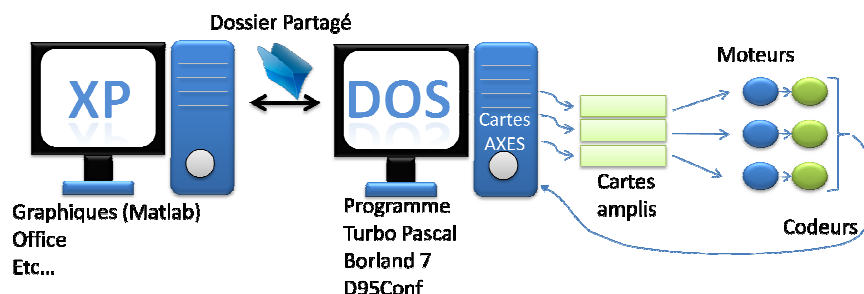 Dossier Partagé
XP
DOS
Cartes
AXES
Moteurs
Cartes
amplis
Codeurs
Graphiques (Matlab)
Office
Etc...
Programme
Turbo Pascal
Borland 7
D95Conf